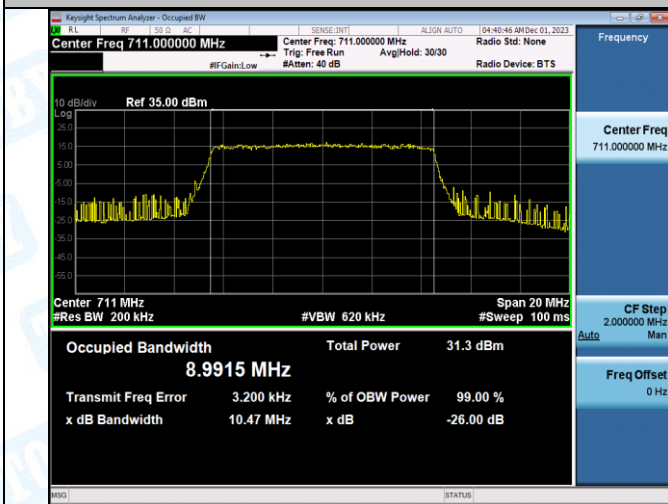 Keysight Spectrum Analyzer - Occupied BW
RL RF 50 Ω AC SENSE:INT ALIGN AUTO 04:40:46 AM Dec 01, 2023
Center Freq 711.000000 MHz
Center Freq: 711.000000 MHz
Radio Std: None
Trig: Free Run Avg|Hold: 30/30
#IFGain:Low #Atten: 40 dB Radio Device: BTS
10 dB/div Ref 35.00 dBm
Log
25.0
15.0
5.00
-5.00
-15.0
-25.0
-35.0
-45.0
-55.0
Center 711 MHz Span 20 MHz
#Res BW 200 kHz #VBW 620 kHz #Sweep 100 ms
Occupied Bandwidth Total Power 31.3 dBm
8.9915 MHz
Transmit Freq Error 3.200 kHz % of OBW Power 99.00 %
x dB Bandwidth 10.47 MHz x dB -26.00 dB
MSG STATUS
Frequency
Center Freq
711.000000 MHz
CF Step
2.000000 MHz
Auto Man
Freq Offset
0 Hz